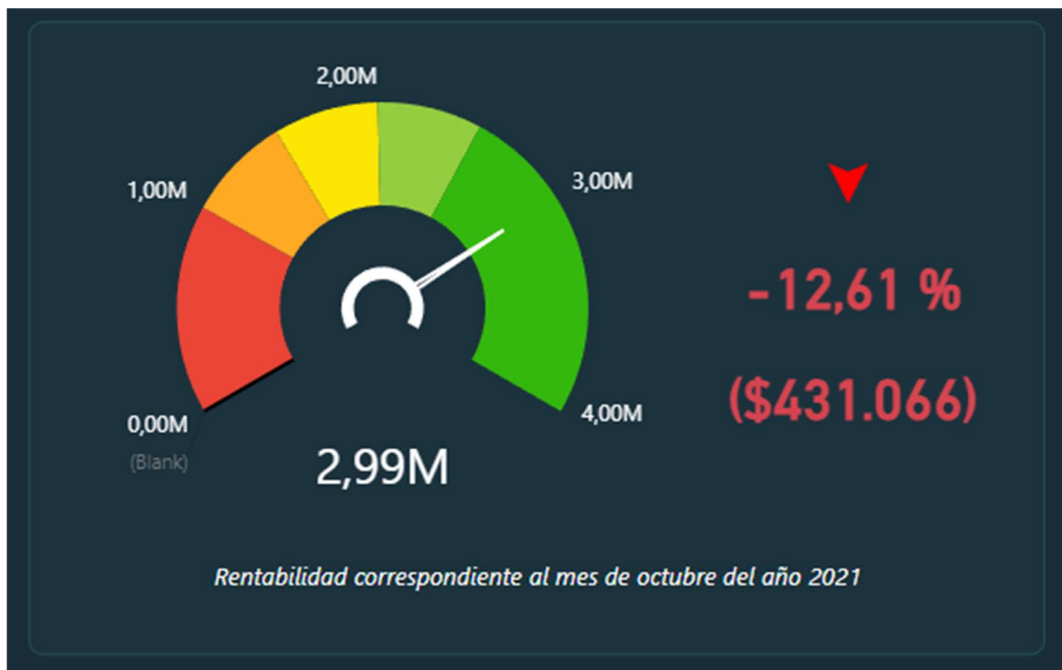 2,00M
1,00M
3,00M
0,00M
4,00M
(Blank)
2,99M
-12,61 %
($431.066)
Rentabilidad correspondiente al mes de octubre del año 2021